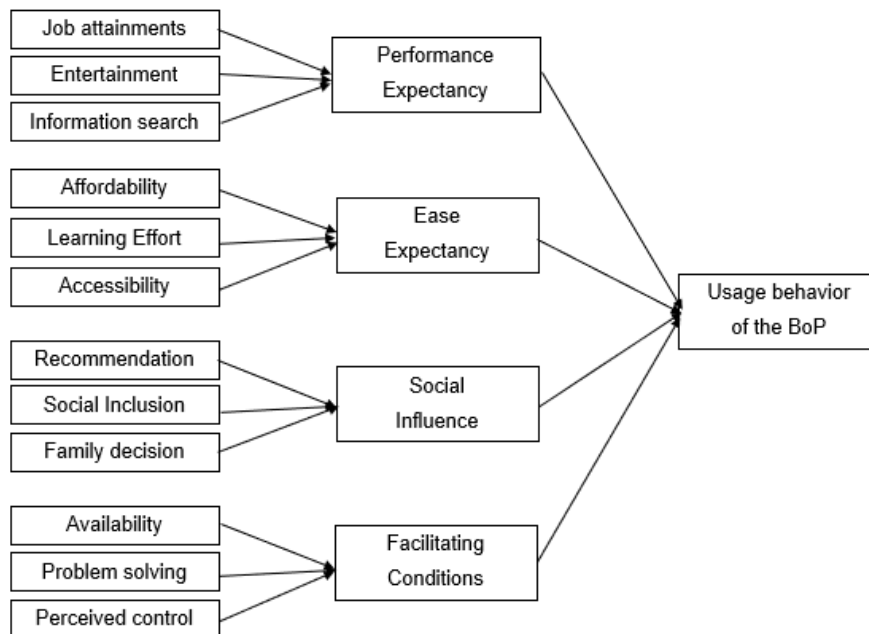 Job attainments
Entertainment
Information search
Performance
Expectancy
Affordability
Learning Effort
Accessibility
Ease
Expectancy
Recommendation
Social Inclusion
Family decision
Social
Influence
Availability
Problem solving
Perceived control
Facilitating
Conditions
Usage behavior
of the BoP